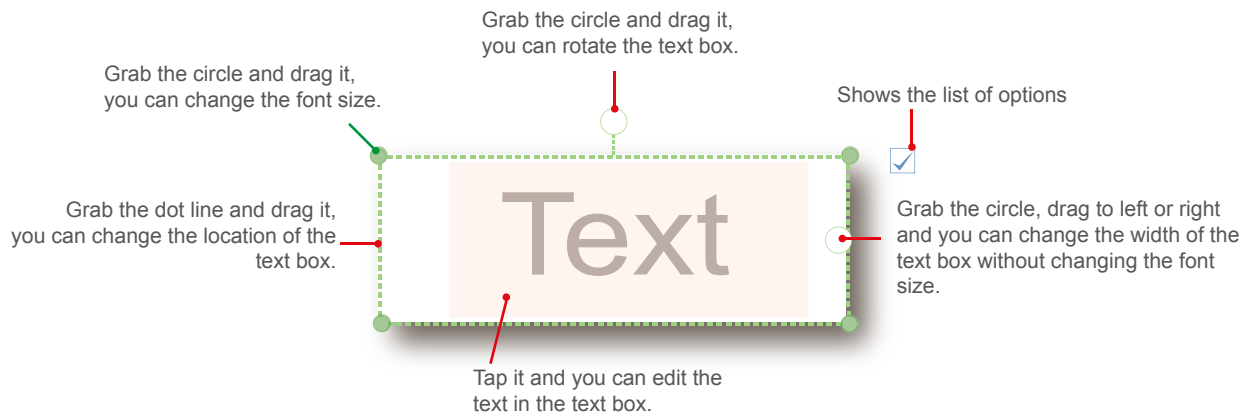 Grab the circle and drag it,
you can rotate the text box.
Grab the circle and drag it,
you can change the font size.
Shows the list of options
Text
Grab the dot line and drag it,
you can change the location of the
text box.
Grab the circle, drag to left or right
and you can change the width of the
text box without changing the font
size.
Tap it and you can edit the
text in the text box.